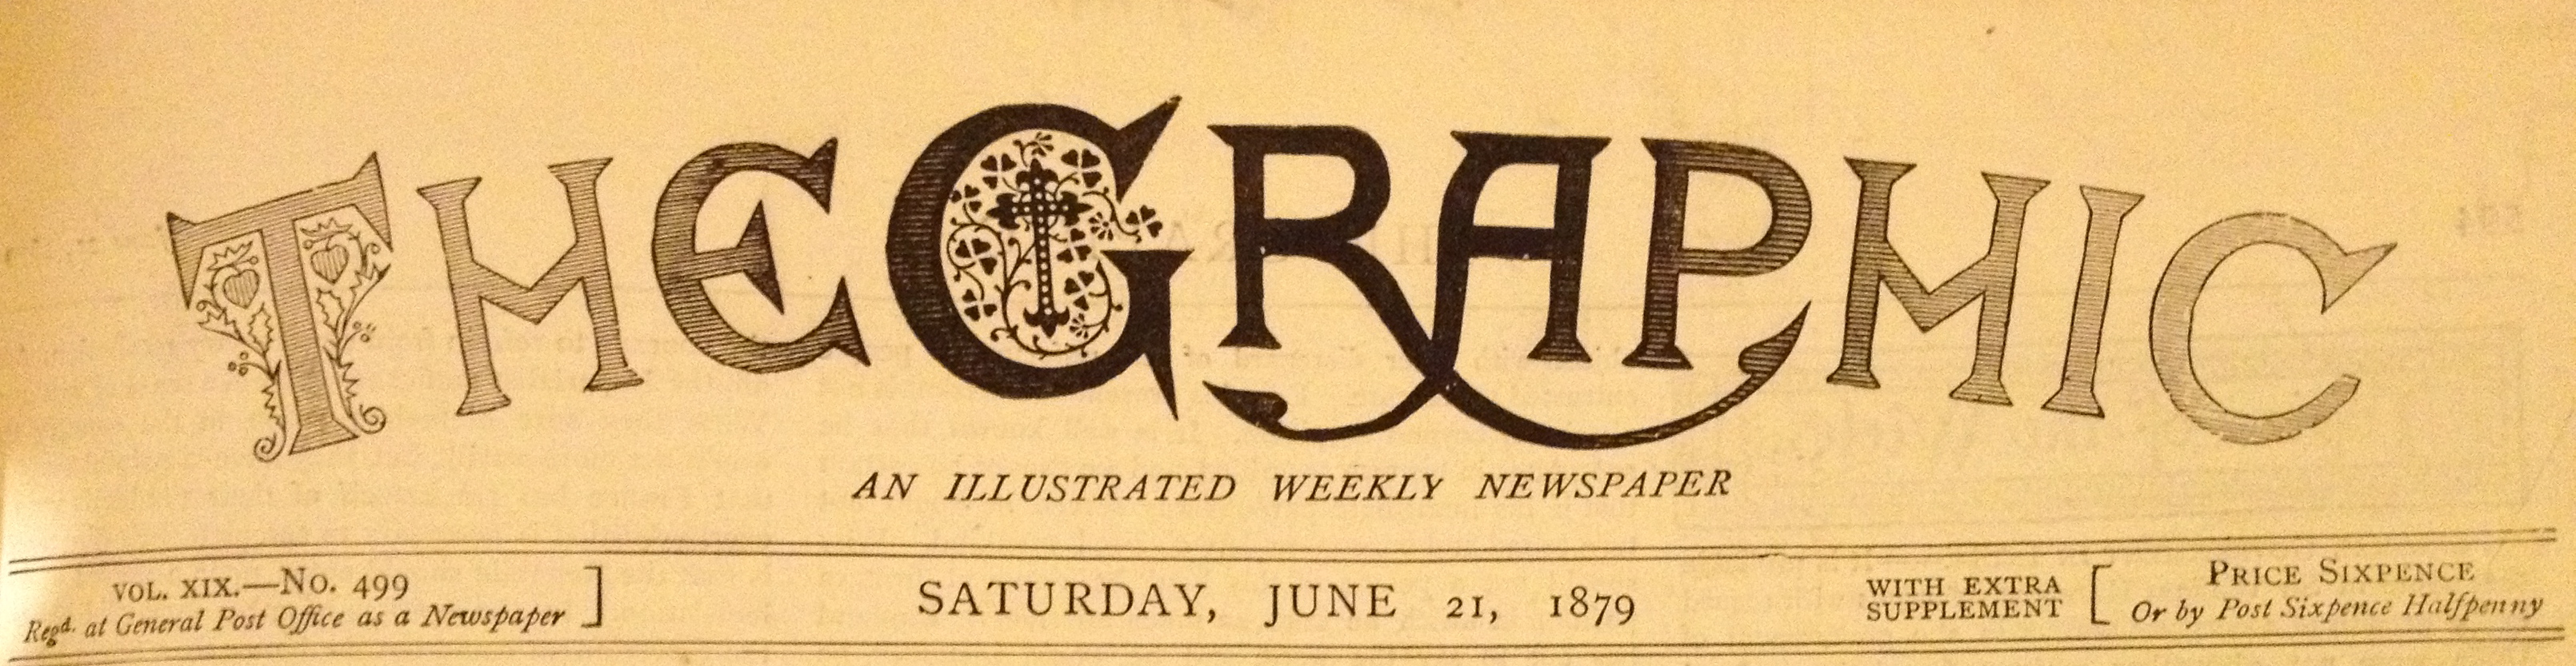 THE GRAPHIC
AN ILLUSTRATED WEEKLY NEWSPAPER
VOL. XIX.—No. 499
Regd. at General Post Office as a Newspaper
SATURDAY, JUNE 21, 1879
WITH EXTRA
SUPPLEMENT
PRICE SIXPENCE
Or by Post Sixpence Halfpenny